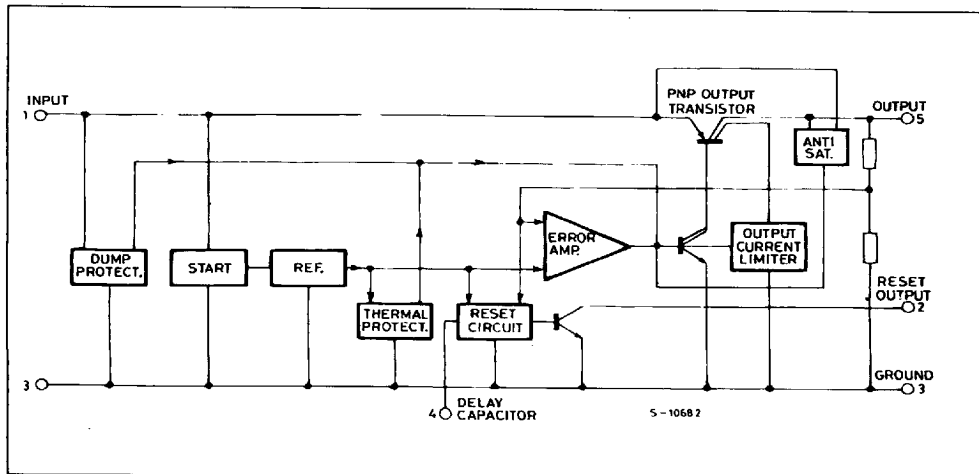 INPUT
1
PNP OUTPUT
TRANSISTOR
OUTPUT
5
ANTI
SAT.
DUMP
PROTECT.
START
REF.
ERROR
AMP.
OUTPUT
CURRENT
LIMITER
THERMAL
PROTECT.
RESET
CIRCUIT
RESET
OUTPUT
2
3
GROUND
3
4
DELAY
CAPACITOR
S-10682